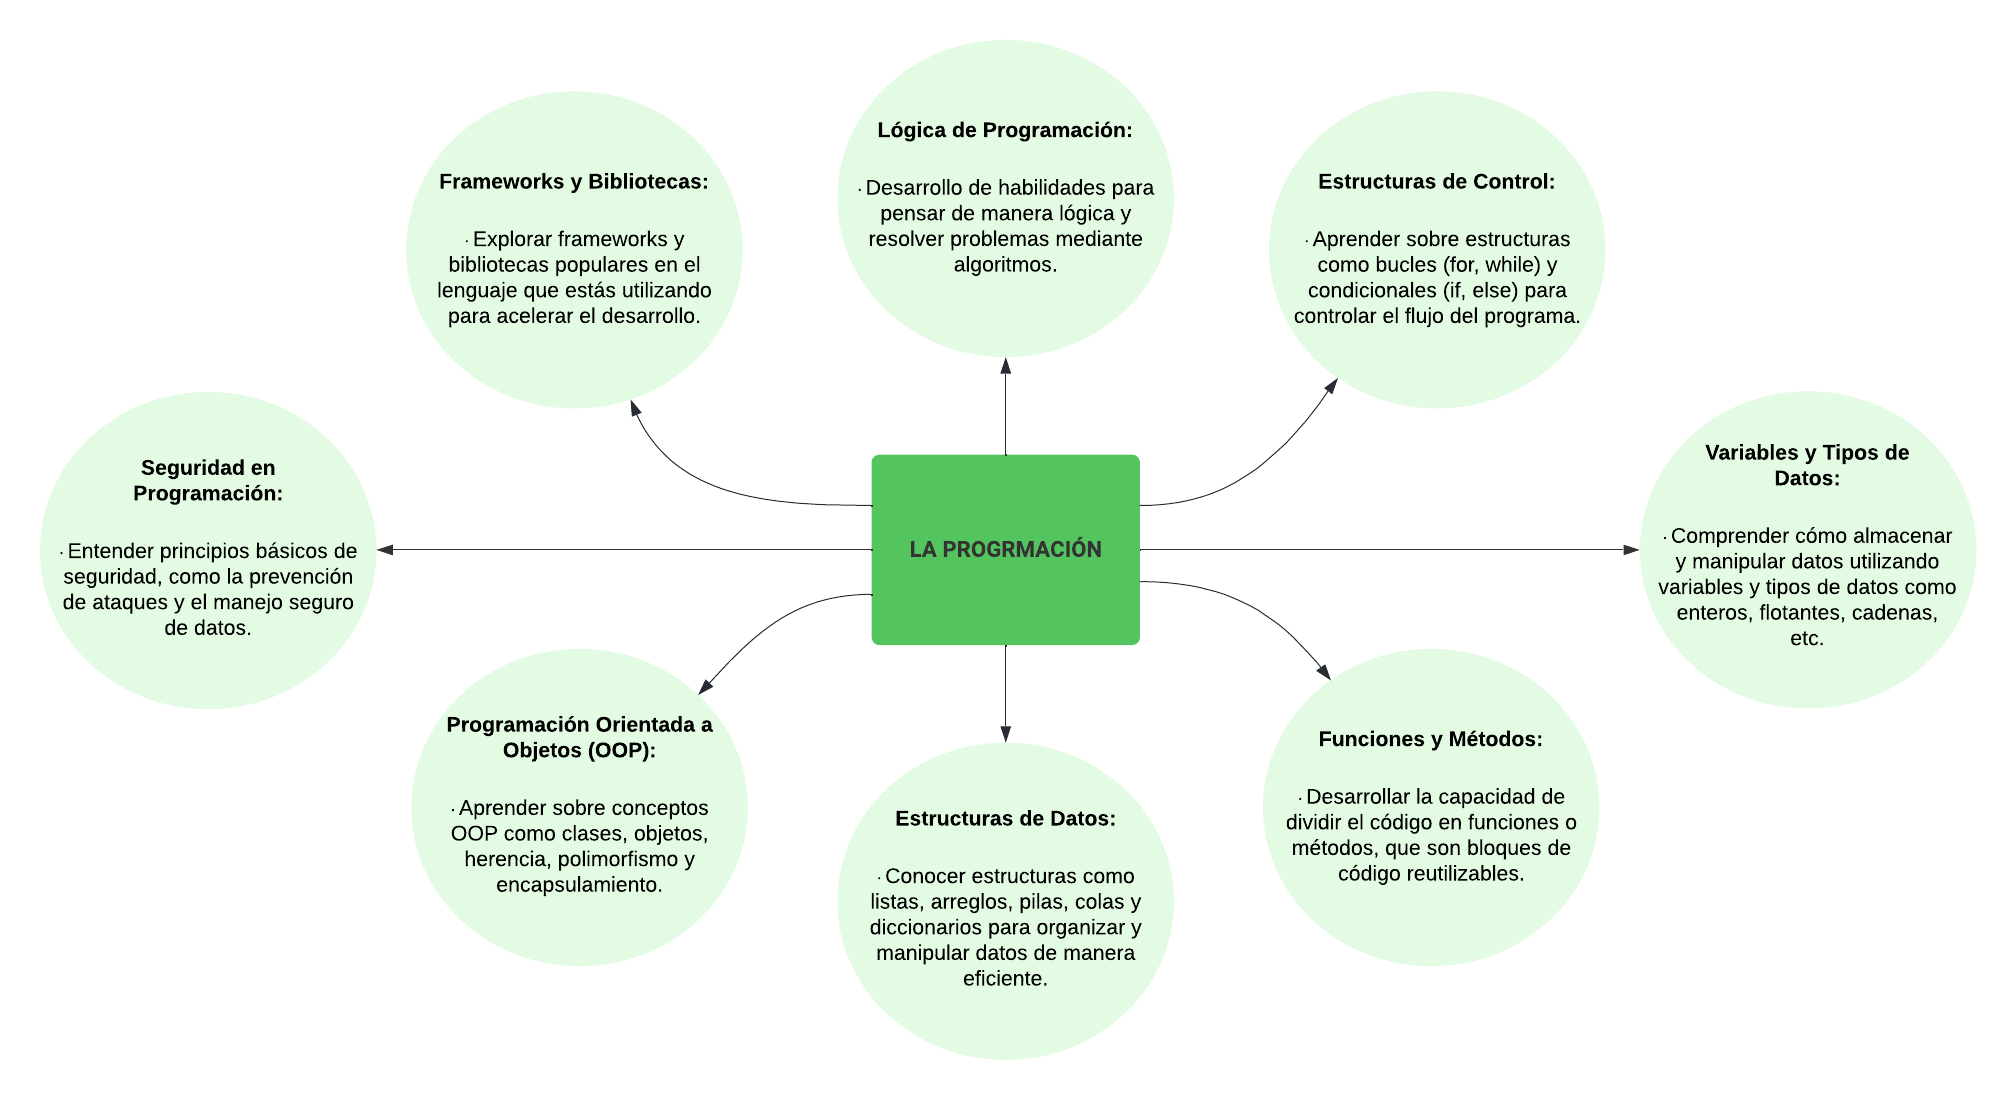 Lógica de Programación:
· Desarrollo de habilidades para
pensar de manera lógica y
resolver problemas mediante
algoritmos.
Frameworks y Bibliotecas:
· Explorar frameworks y
bibliotecas populares en el
lenguaje que estás utilizando
para acelerar el desarrollo.
Estructuras de Control:
· Aprender sobre estructuras
como bucles (for, while) y
condicionales (if, else) para
controlar el flujo del programa.
Seguridad en
Programación:
· Entender principios básicos de
seguridad, como la prevención
de ataques y el manejo seguro
de datos.
LA PROGRMACIÓN
Variables y Tipos de
Datos:
· Comprender cómo almacenar
y manipular datos utilizando
variables y tipos de datos como
enteros, flotantes, cadenas,
etc.
Programación Orientada a
Objetos (OOP):
· Aprender sobre conceptos
OOP como clases, objetos,
herencia, polimorfismo y
encapsulamiento.
Estructuras de Datos:
· Conocer estructuras como
listas, arreglos, pilas, colas y
diccionarios para organizar y
manipular datos de manera
eficiente.
Funciones y Métodos:
· Desarrollar la capacidad de
dividir el código en funciones o
métodos, que son bloques de
código reutilizables.